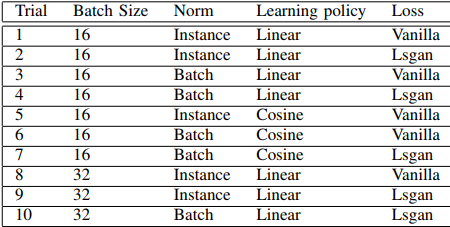 Trial Batch Size Norm Learning policy Loss
1 16 Instance Linear Vanilla
2 16 Instance Linear Lsgan
3 16 Batch Linear Vanilla
4 16 Batch Linear Lsgan
5 16 Instance Cosine Vanilla
6 16 Batch Cosine Vanilla
7 16 Batch Cosine Lsgan
8 32 Instance Linear Vanilla
9 32 Instance Linear Lsgan
10 32 Batch Linear Lsgan